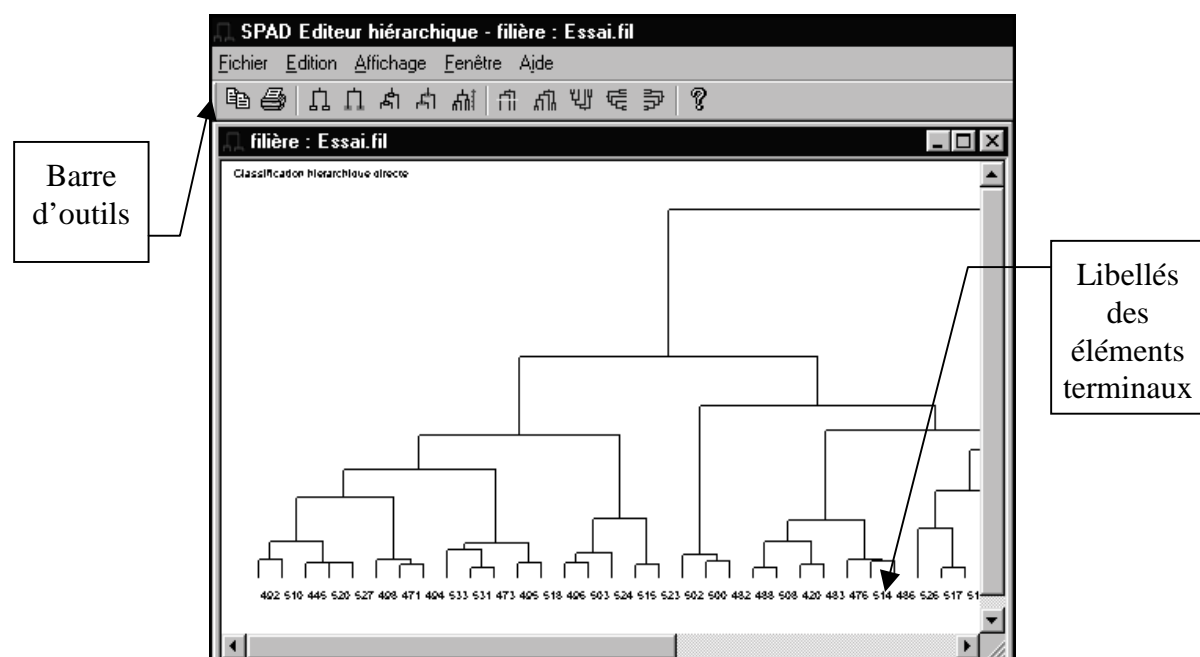 SPAD Editeur hiérarchique - filière : Essai.fil
Fichier Edition Affichage Fenêtre Aide
filière : Essai.fil
Classification hierarchique directe
Barre
d’outils
Libellés
des
éléments
terminaux
492 510 445 520 527 498 471 494 533 531 473 495 518 496 503 524 515 523 502 500 482 488 508 420 483 476 514 486 526 517 51